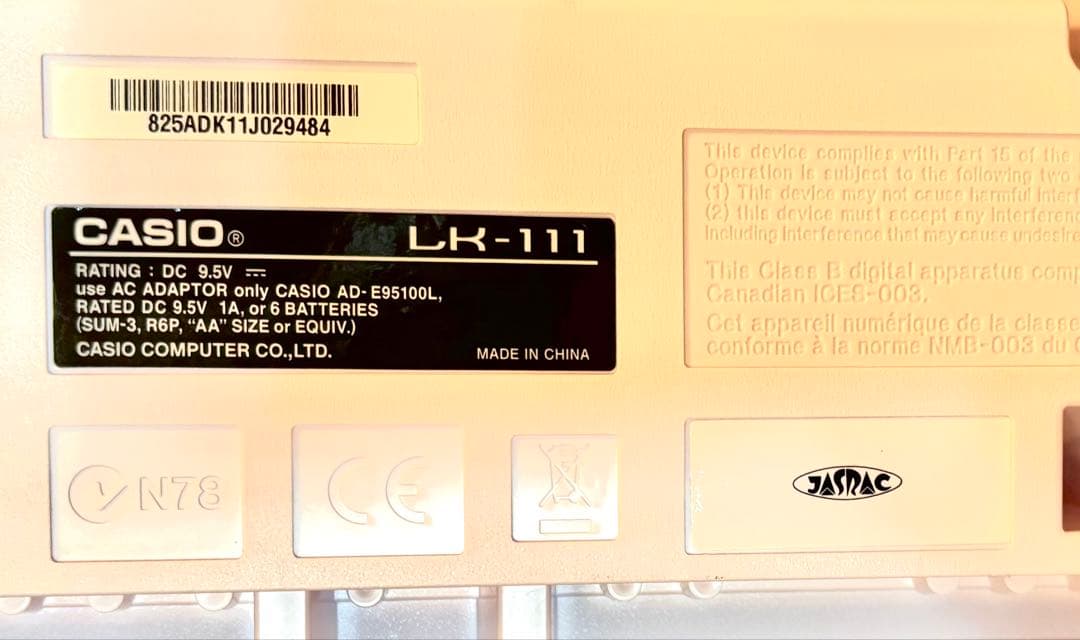 825ADK11J029484
CASIO® LK-111
RATING : DC 9.5V ⎓
use AC ADAPTOR only CASIO AD-E95100L,
RATED DC 9.5V 1A, or 6 BATTERIES
(SUM-3, R6P, “AA” SIZE or EQUIV.)
CASIO COMPUTER CO.,LTD. MADE IN CHINA
This device complies with Part 15 of the
Operation is subject to the following two
(1) This device may not cause harmful
(2) this device must accept any
including interference that may cause
This Class B digital apparatus
Canadian ICES-003.
Cet appareil numérique de la classe
conforme à la norme NMB-003 du
N78
CE
JASRAC